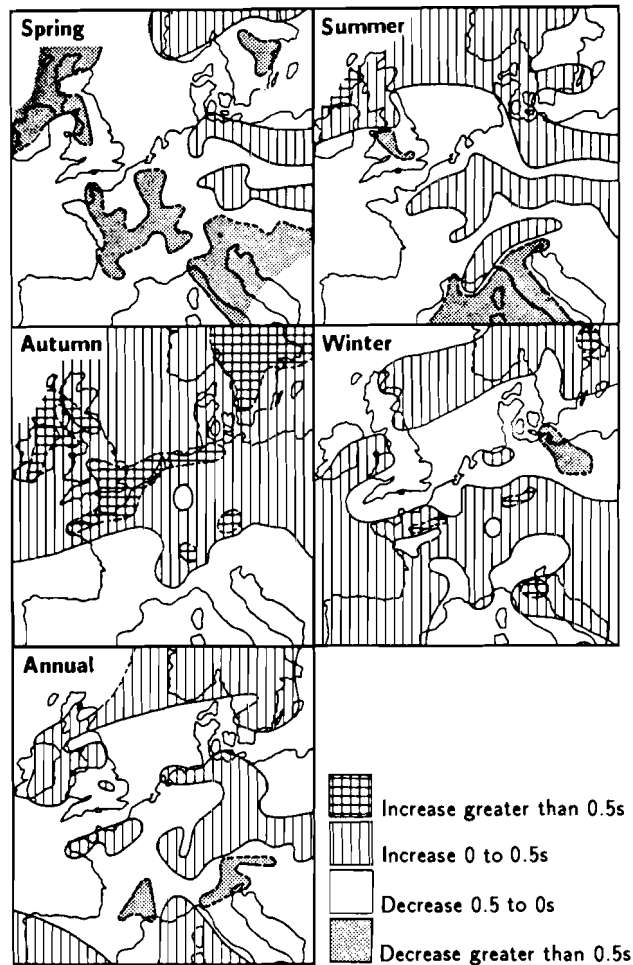 Spring
Summer
Autumn
Winter
Annual
Increase greater than 0.5s
Increase 0 to 0.5s
Decrease 0.5 to 0s
Decrease greater than 0.5s